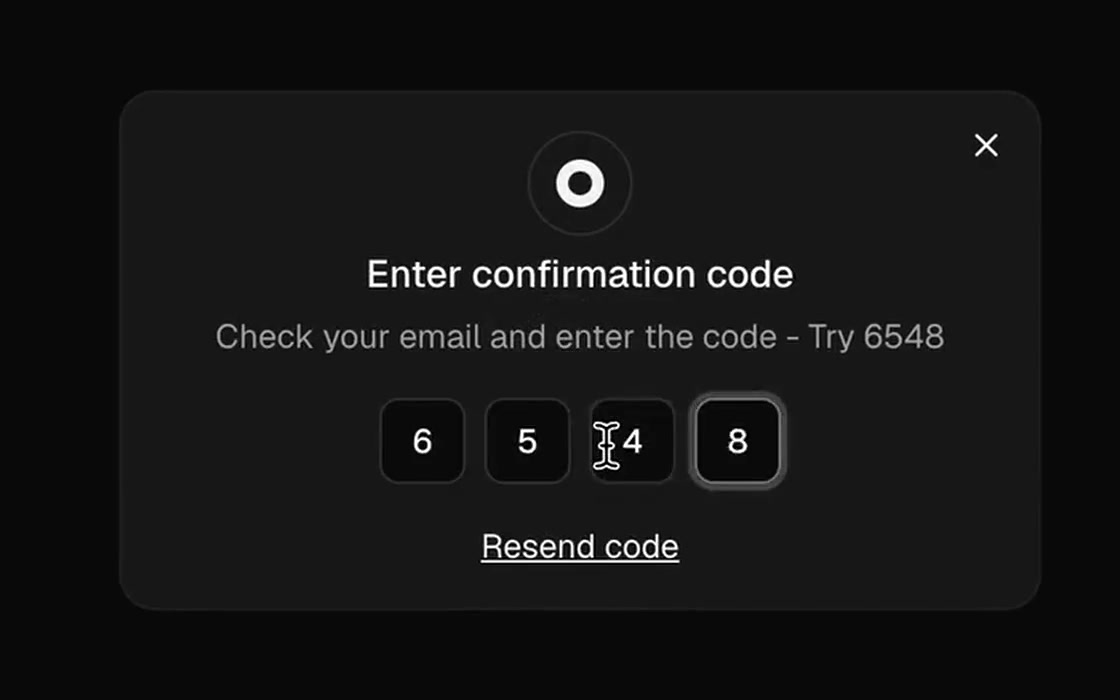 Enter confirmation code
Check your email and enter the code - Try 6548
6 5 4 8
Resend code